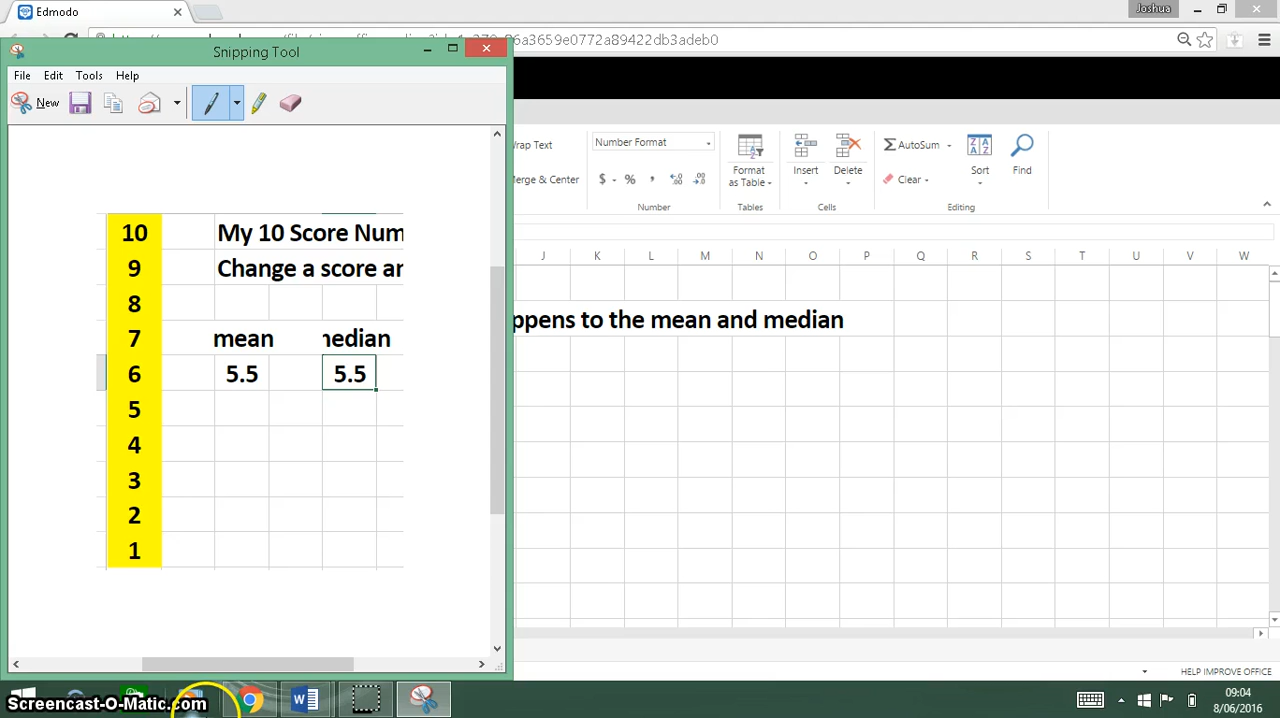 Edmodo
Joshua
86a3659e0772a89422db3adeb0
Snipping Tool
File Edit Tools Help
New
10 My 10 Score Num
9 Change a score an
8
7 mean nedian
6 5.5 5.5
5
4
3
2
1
rap Text
erge & Center
Number Format
$ % ,
Number
Format
as Table
Tables
Insert
Delete
Cells
AutoSum
Clear
Sort
Find
Editing
J K L M N O P Q R S T U V W
ppens to the mean and median
HELP IMPROVE OFFICE
Screencast-O-Matic.com
09:04
8/06/2016